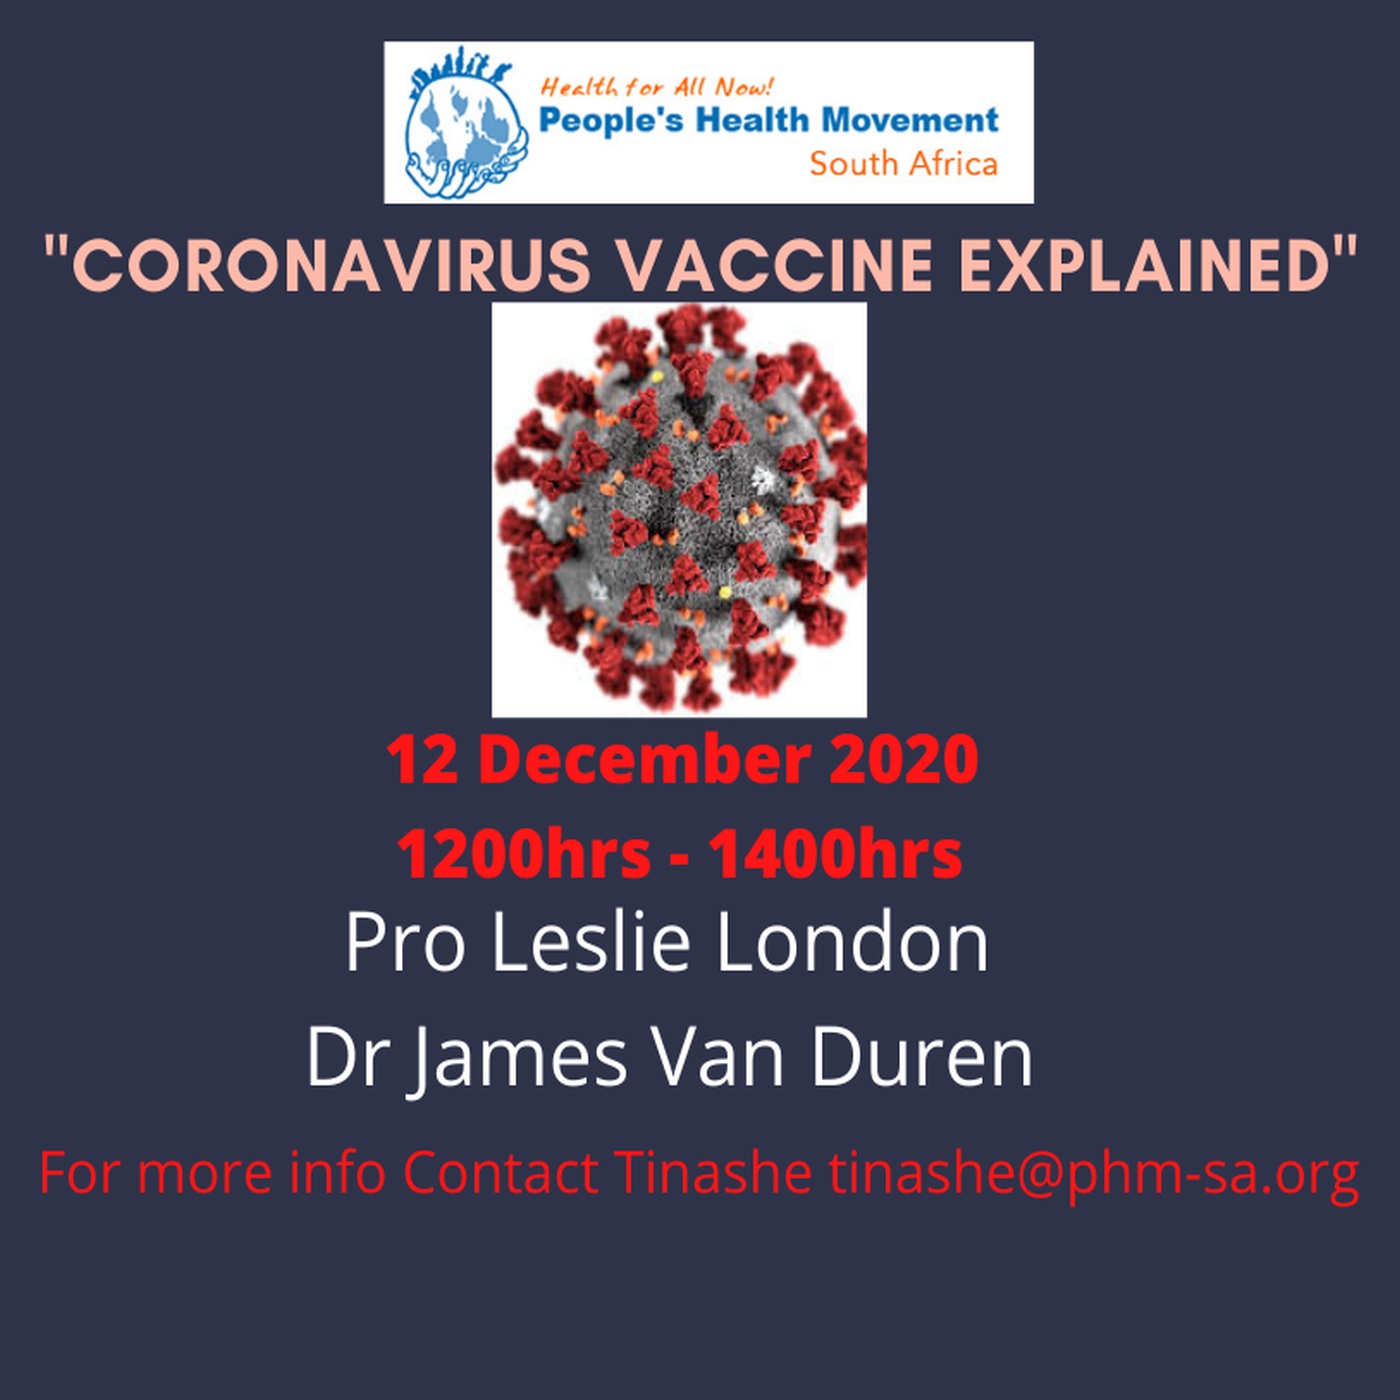 Health for All Now!
People's Health Movement
South Africa
"CORONAVIRUS VACCINE EXPLAINED"
12 December 2020
1200hrs - 1400hrs
Pro Leslie London
Dr James Van Duren
For more info Contact Tinashe tinashe@phm-sa.org